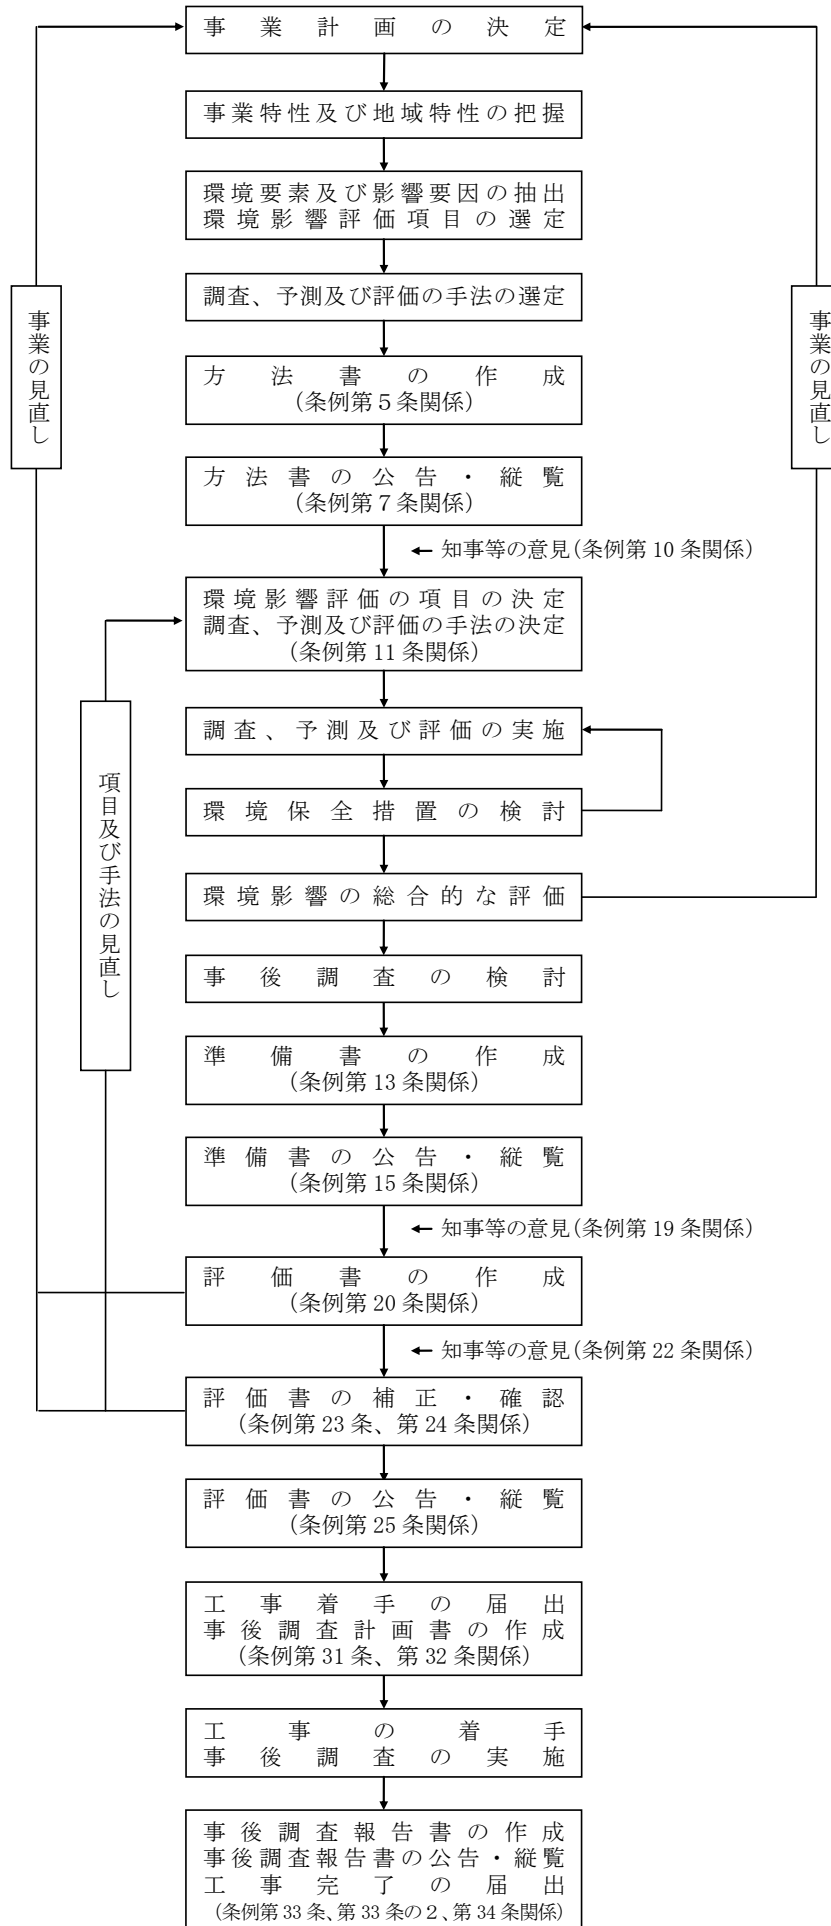 事業計画の決定
事業特性及び地域特性の把握
環境要素及び影響要因の抽出
環境影響評価項目の選定
調査、予測及び評価の手法の選定
事業の見直し
事業の見直し
方法書の作成
(条例第5条関係)
方法書の公告・縦覧
(条例第7条関係)
← 知事等の意見(条例第10条関係)
環境影響評価の項目の決定
調査、予測及び評価の手法の決定
(条例第11条関係)
調査、予測及び評価の実施
項目及び手法の見直し
環境保全措置の検討
環境影響の総合的な評価
事後調査の検討
準備書の作成
(条例第13条関係)
準備書の公告・縦覧
(条例第15条関係)
← 知事等の意見(条例第19条関係)
評価書の作成
(条例第20条関係)
← 知事等の意見(条例第22条関係)
評価書の補正・確認
(条例第23条、第24条関係)
評価書の公告・縦覧
(条例第25条関係)
工事着手の届出
事後調査計画書の作成
(条例第31条、第32条関係)
工事の着手
事後調査の実施
事後調査報告書の作成
事後調査報告書の公告・縦覧
工事完了の届出
(条例第33条、第33条の2、第34条関係)